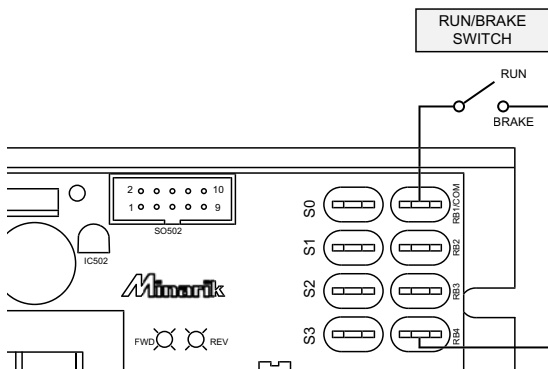 RUN/BRAKE
SWITCH
RUN
BRAKE
2
10
1
9
SO502
IC502
Minarik
FWD
REV
S0
RB1/COM
S1
RB2
S2
RB3
S3
RB4